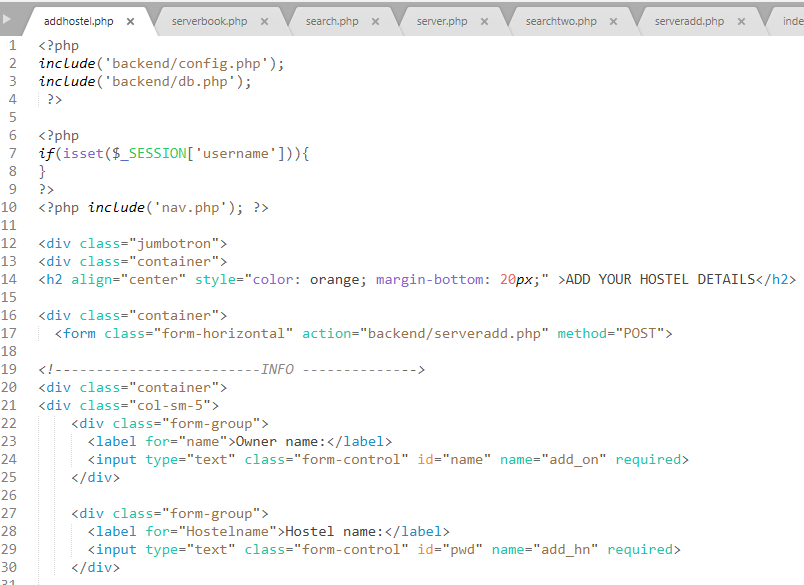 addhostel.php × serverbook.php × search.php × server.php × searchtwo.php × serveradd.php × inde
1 <?php
2 include('backend/config.php');
3 include('backend/db.php');
4 ?>
5
6 <?php
7 if(isset($_SESSION['username'])){
8 }
9 ?>
10 <?php include('nav.php'); ?>
11
12 <div class="jumbotron">
13 <div class="container">
14 <h2 align="center" style="color: orange; margin-bottom: 20px;" >ADD YOUR HOSTEL DETAILS</h2>
15
16 <div class="container">
17 <form class="form-horizontal" action="backend/serveradd.php" method="POST">
18
19 <!-------------------------INFO -------------->
20 <div class="container">
21 <div class="col-sm-5">
22 <div class="form-group">
23 <label for="name">Owner name:</label>
24 <input type="text" class="form-control" id="name" name="add_on" required>
25 </div>
26
27 <div class="form-group">
28 <label for="Hostelname">Hostel name:</label>
29 <input type="text" class="form-control" id="pwd" name="add_hn" required>
30 </div>
31